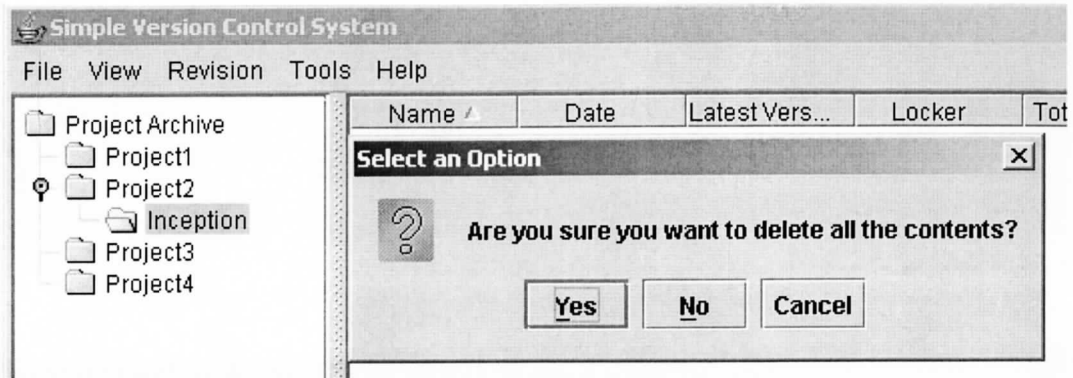 Simple Version Control System
File View Revision Tools Help
Project Archive
Project1
Project2
Inception
Project3
Project4
Name Date Latest Vers... Locker Tot
Select an Option
Are you sure you want to delete all the contents?
Yes No Cancel